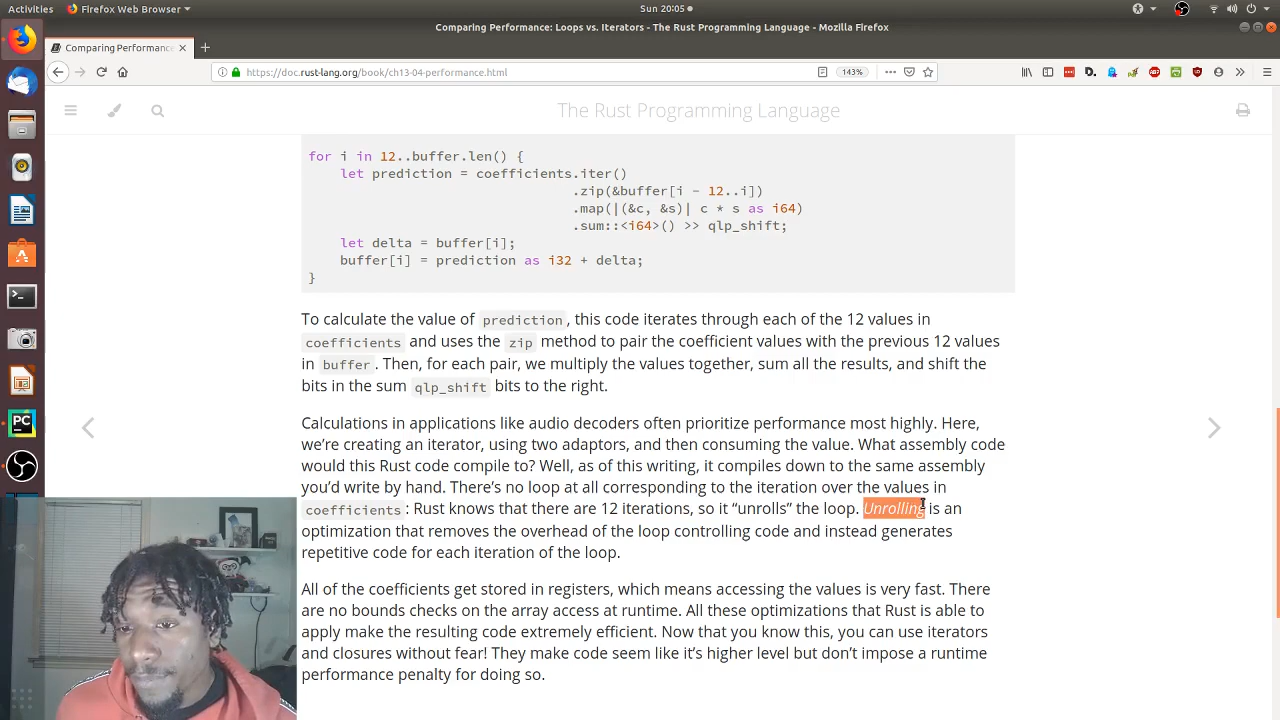 Activities Firefox Web Browser Sun 20:05
Comparing Performance: Loops vs. Iterators - The Rust Programming Language - Mozilla Firefox
Comparing Performance
https://doc.rust-lang.org/book/ch13-04-performance.html 143%
The Rust Programming Language
for i in 12..buffer.len() {
let prediction = coefficients.iter()
.zip(&buffer[i - 12..i])
.map(|(&c, &s)| c * s as i64)
.sum::<i64>() >> qlp_shift;
let delta = buffer[i];
buffer[i] = prediction as i32 + delta;
}
To calculate the value of prediction, this code iterates through each of the 12 values in
coefficients and uses the zip method to pair the coefficient values with the previous 12 values
in buffer. Then, for each pair, we multiply the values together, sum all the results, and shift the
bits in the sum qlp_shift bits to the right.
Calculations in applications like audio decoders often prioritize performance most highly. Here,
we’re creating an iterator, using two adaptors, and then consuming the value. What assembly code
would this Rust code compile to? Well, as of this writing, it compiles down to the same assembly
you’d write by hand. There’s no loop at all corresponding to the iteration over the values in
coefficients: Rust knows that there are 12 iterations, so it “unrolls” the loop. Unrolling is an
optimization that removes the overhead of the loop controlling code and instead generates
repetitive code for each iteration of the loop.
All of the coefficients get stored in registers, which means accessing the values is very fast. There
are no bounds checks on the array access at runtime. All these optimizations that Rust is able to
apply make the resulting code extremely efficient. Now that you know this, you can use iterators
and closures without fear! They make code seem like it’s higher level but don’t impose a runtime
performance penalty for doing so.